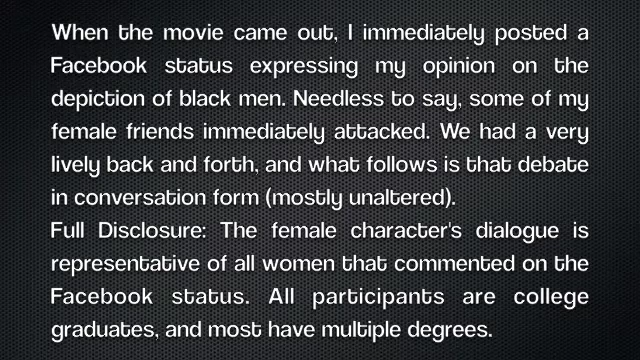 When the movie came out, I immediately posted a
Facebook status expressing my opinion on the
depiction of black men. Needless to say, some of my
female friends immediately attacked. We had a very
lively back and forth, and what follows is that debate
in conversation form (mostly unaltered).
Full Disclosure: The female character's dialogue is
representative of all women that commented on the
Facebook status. All participants are college
graduates, and most have multiple degrees.